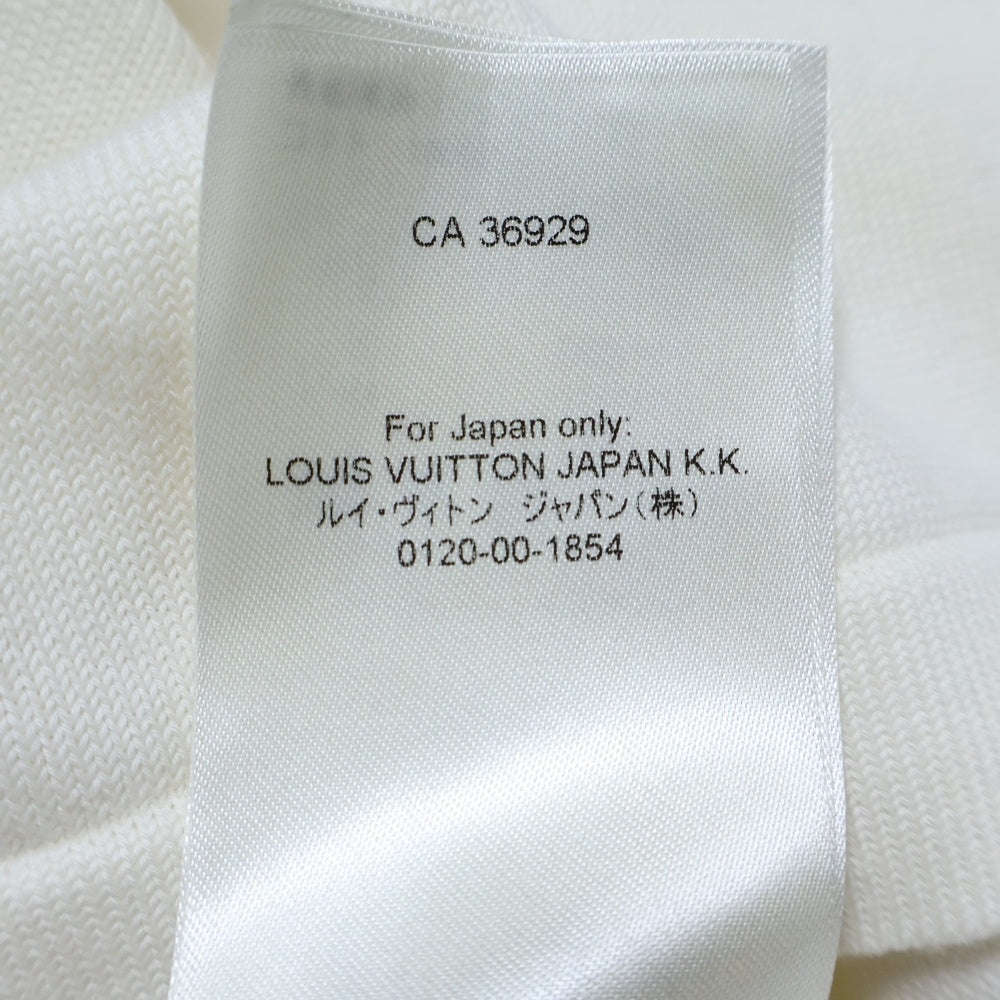 CA 36929
For Japan only:
LOUIS VUITTON JAPAN K.K.
ルイ・ヴィトン　ジャパン(株)
0120-00-1854